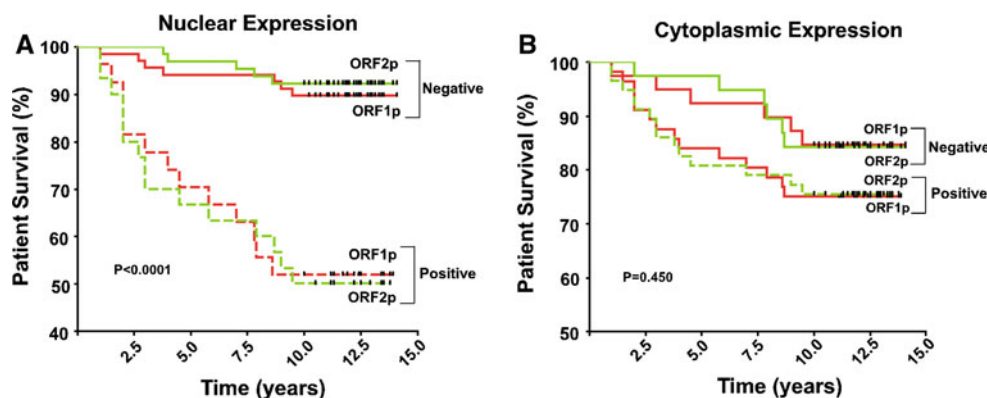 Nuclear Expression
A
Patient Survival (%)
100
90
80
70
60
50
40
ORF2p
ORF1p
Negative
ORF1p
ORF2p
Positive
P<0.0001
2.5
5.0
7.5
10.0
12.5
15.0
Time (years)
Cytoplasmic Expression
B
Patient Survival (%)
100
90
80
70
60
50
ORF1p
ORF2p
Negative
ORF2p
ORF1p
Positive
P=0.450
2.5
5.0
7.5
10.0
12.5
15.0
Time (years)